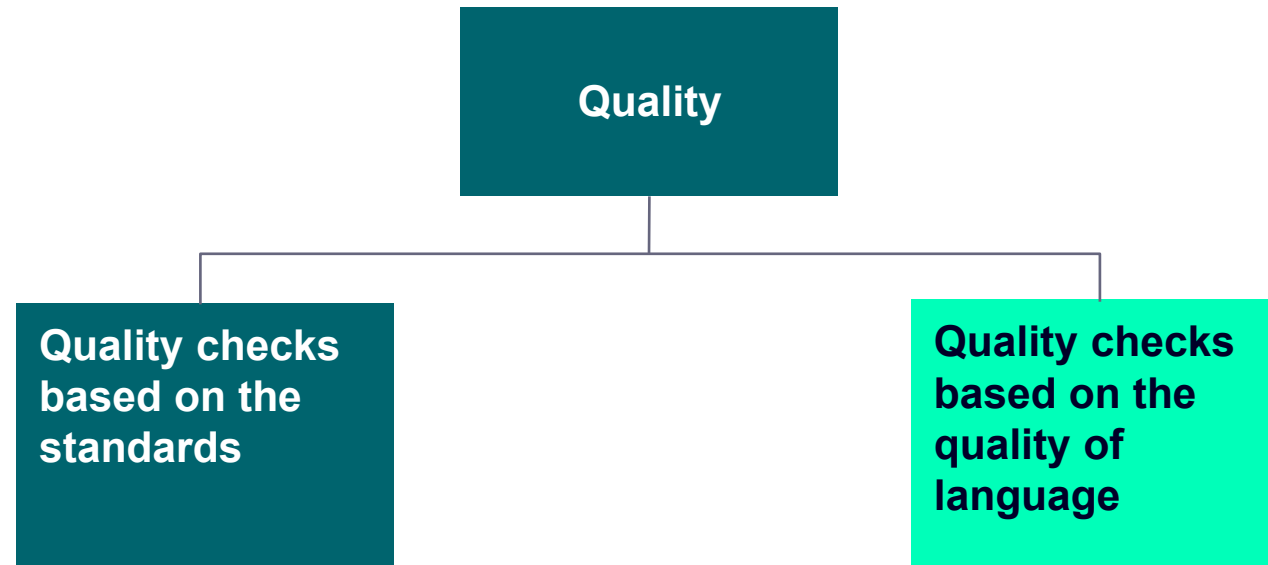 Quality
Quality checks
based on the
standards
Quality checks
based on the
quality of
language